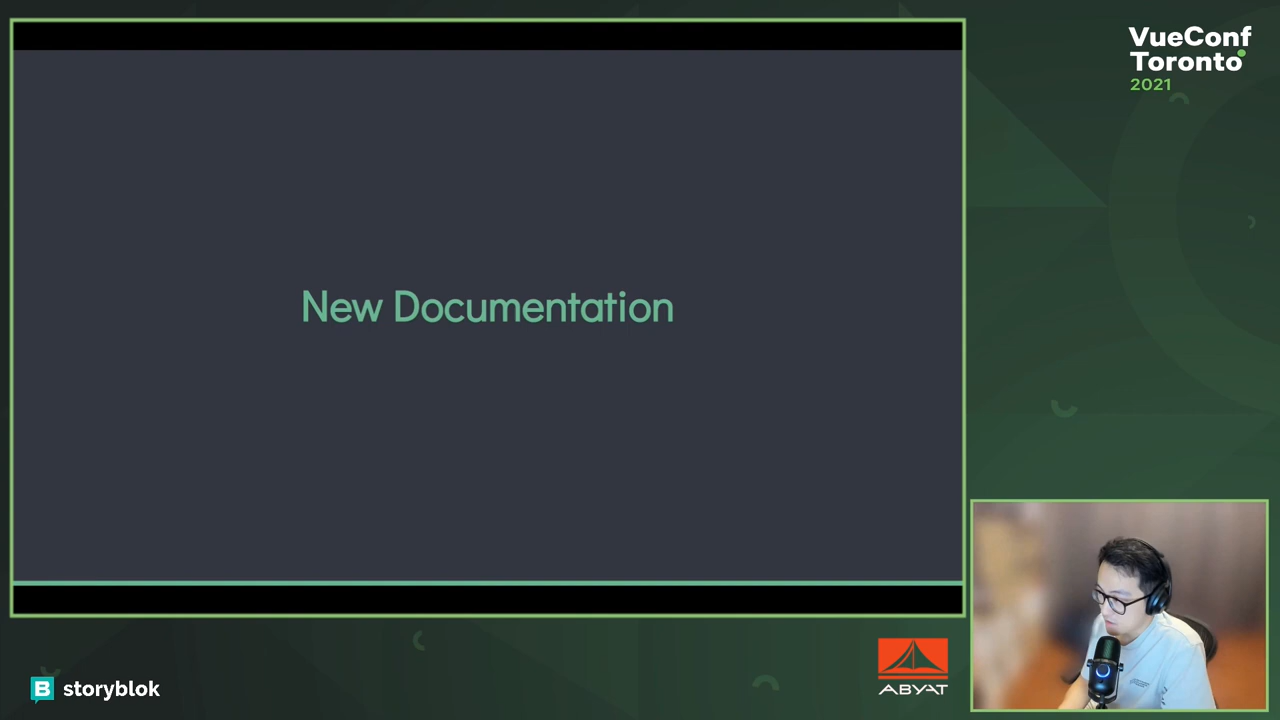 VueConf
Toronto
2021
New Documentation
B storyblok
ABYAT